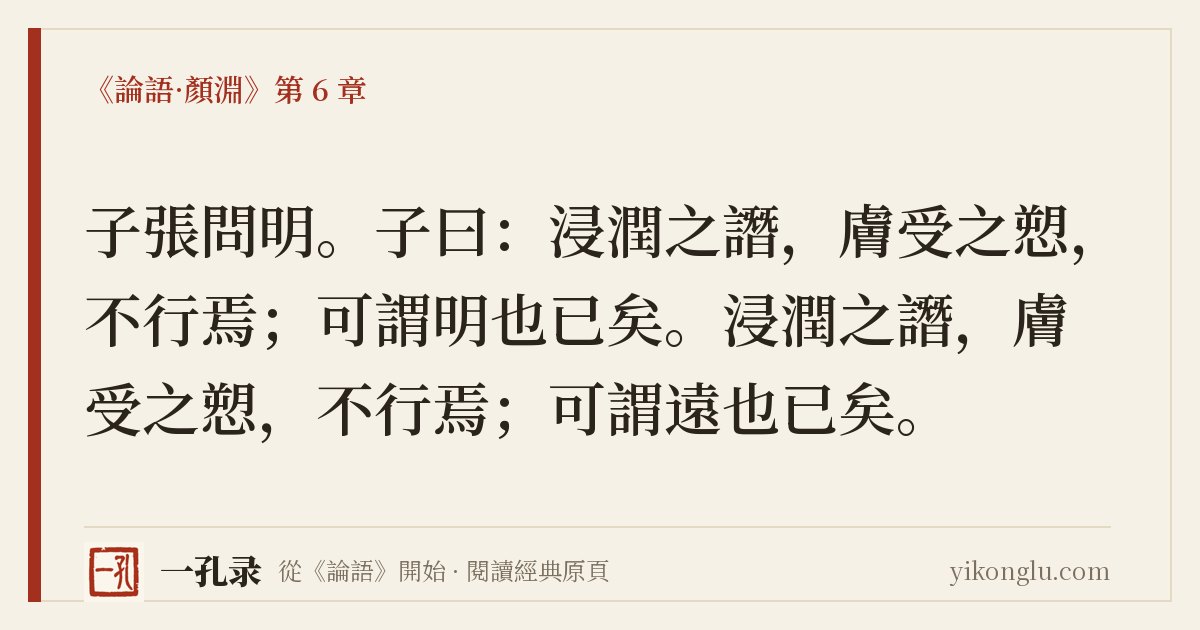 《論語·顏淵》第 6 章
子張問明。子曰：浸潤之譖，膚受之愬，
不行焉；可謂明也已矣。浸潤之譖，膚
受之愬，不行焉；可謂遠也已矣。
一孔
一孔录 從《論語》開始 · 閱讀經典原頁 yikonglu.com